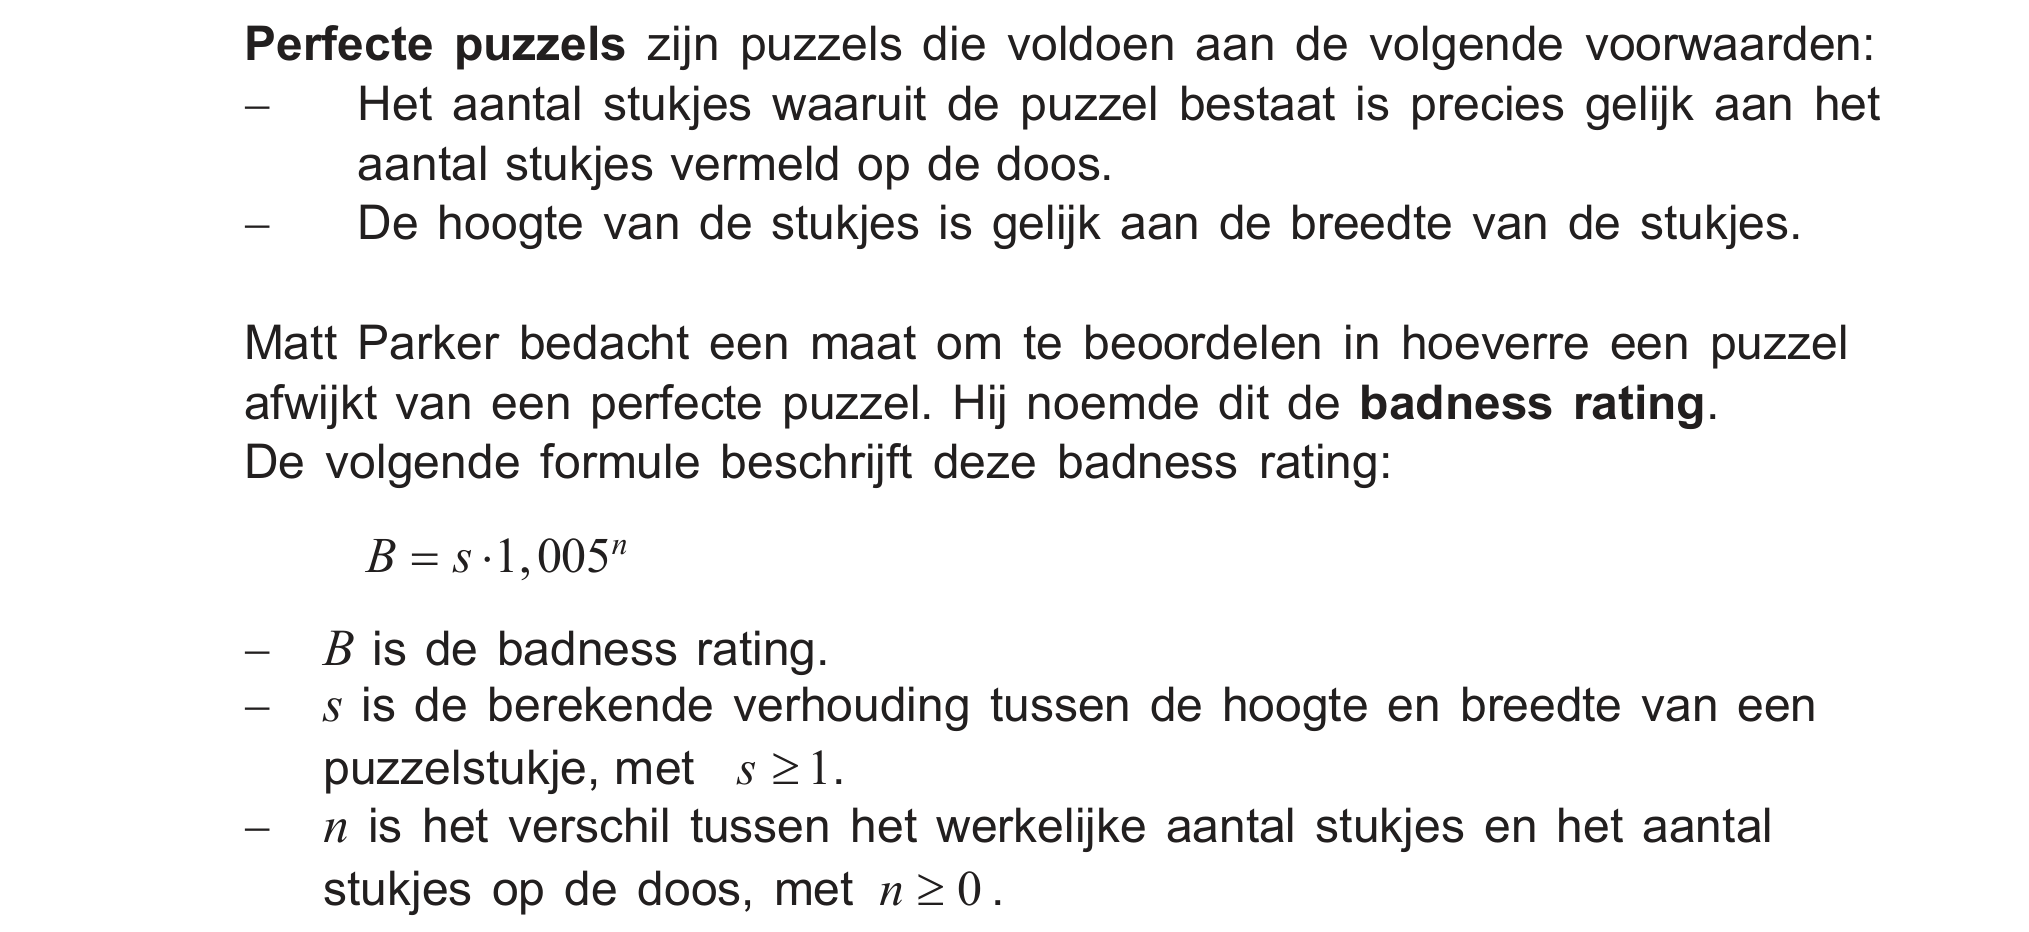 Perfecte puzzels zijn puzzels die voldoen aan de volgende voorwaarden:
– Het aantal stukjes waaruit de puzzel bestaat is precies gelijk aan het
aantal stukjes vermeld op de doos.
– De hoogte van de stukjes is gelijk aan de breedte van de stukjes.
Matt Parker bedacht een maat om te beoordelen in hoeverre een puzzel
afwijkt van een perfecte puzzel. Hij noemde dit de badness rating.
De volgende formule beschrijft deze badness rating:
B = s · 1,005ⁿ
– B is de badness rating.
– s is de berekende verhouding tussen de hoogte en breedte van een
puzzelstukje, met s ≥ 1.
– n is het verschil tussen het werkelijke aantal stukjes en het aantal
stukjes op de doos, met n ≥ 0.